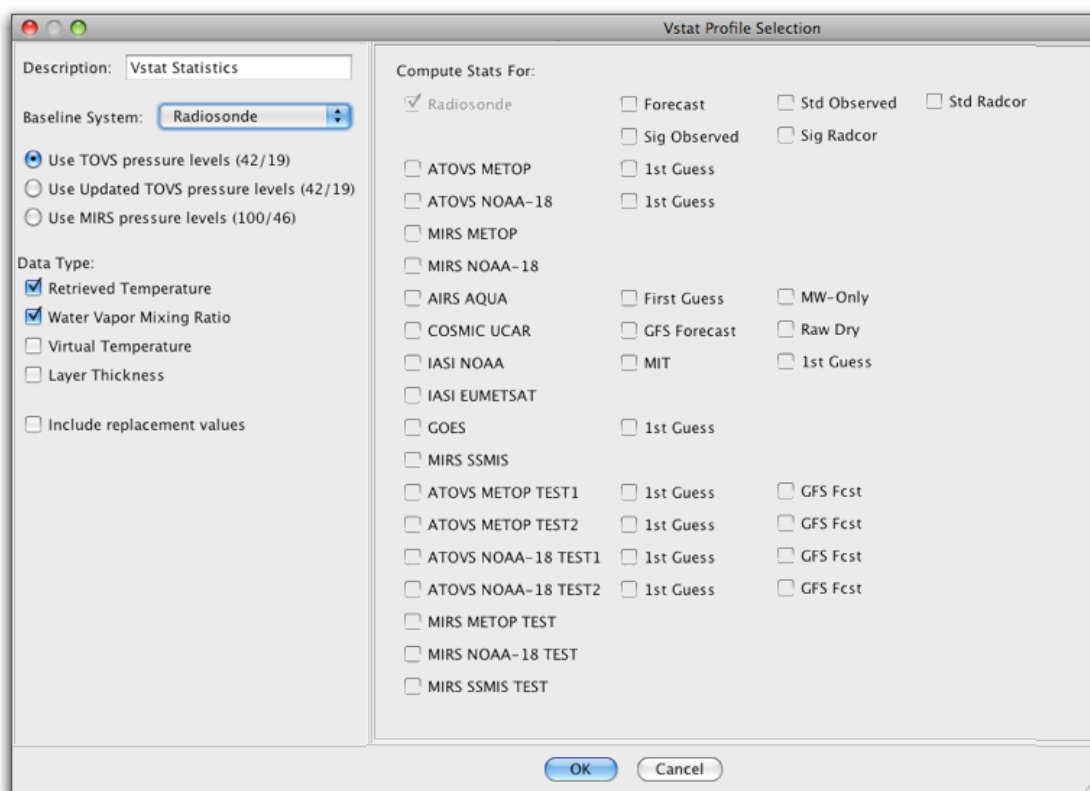 Vstat Profile Selection
Description: Vstat Statistics
Baseline System: Radiosonde
Use TOVS pressure levels (42/19)
Use Updated TOVS pressure levels (42/19)
Use MIRS pressure levels (100/46)
Data Type:
Retrieved Temperature
Water Vapor Mixing Ratio
Virtual Temperature
Layer Thickness
Include replacement values
Compute Stats For:
Radiosonde Forecast Std Observed Std Radcor
Sig Observed Sig Radcor
ATOVS METOP 1st Guess
ATOVS NOAA-18 1st Guess
MIRS METOP
MIRS NOAA-18
AIRS AQUA First Guess MW-Only
COSMIC UCAR GFS Forecast Raw Dry
IASI NOAA MIT 1st Guess
IASI EUMETSAT
GOES 1st Guess
MIRS SSMIS
ATOVS METOP TEST1 1st Guess GFS Fcst
ATOVS METOP TEST2 1st Guess GFS Fcst
ATOVS NOAA-18 TEST1 1st Guess GFS Fcst
ATOVS NOAA-18 TEST2 1st Guess GFS Fcst
MIRS METOP TEST
MIRS NOAA-18 TEST
MIRS SSMIS TEST
OK Cancel